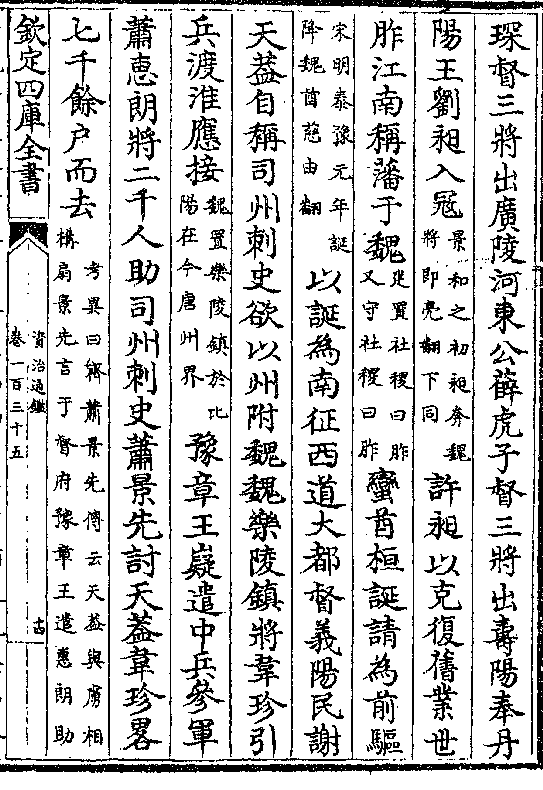 琛督三將出廣陵河東公薛虎子督三將出壽陽奉丹
陽王劉昶入冦
景和之初昶奔魏
將即亮翻下同
許昶以克復舊業世
胙江南稱藩于魏
建置社稷曰胙
又守社稷曰胙
蠻酋桓誕請為前驅
宋明泰豫元年誕
降魏酋慈由翻
以誕為南征西道大都督義陽民謝
天葢自稱司州刺史欲以州附魏魏樂陵鎮將韋珍引
兵渡淮應接
魏置樂陵鎮於比
陽在今唐州界
豫章王嶷遣中兵參軍
蕭惠朗將二千人助司州刺史蕭景先討天葢韋珍畧
七千餘户而去
考異曰齊蕭景先傳云天葢與虜相
構扇景先言于督府豫章王遣惠朗助
欽定四庫全書
資治通鑑
卷一百三十五
十四